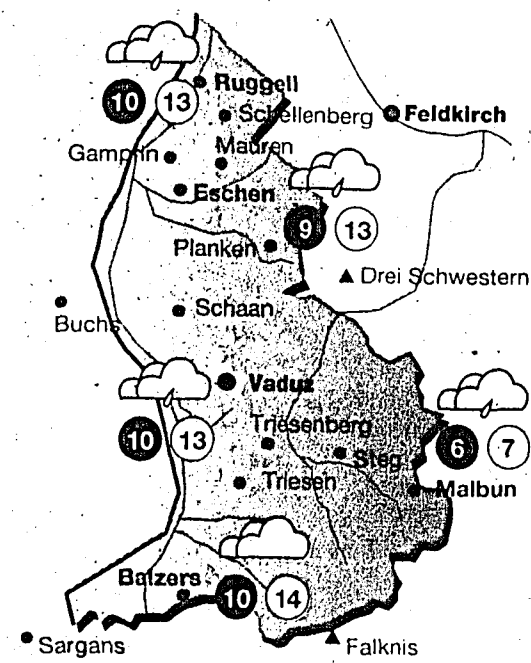 Ruggell
10 13
Schellenberg
Feldkirch
Gamprin
Mauren
Eschen
9 13
Planken
Drei Schwestern
Buchs
Schaan
Vaduz
10 13
Triesenberg
Steg
6 7
Triesen
Malbun
Balzers
10 14
Sargans
Falknis